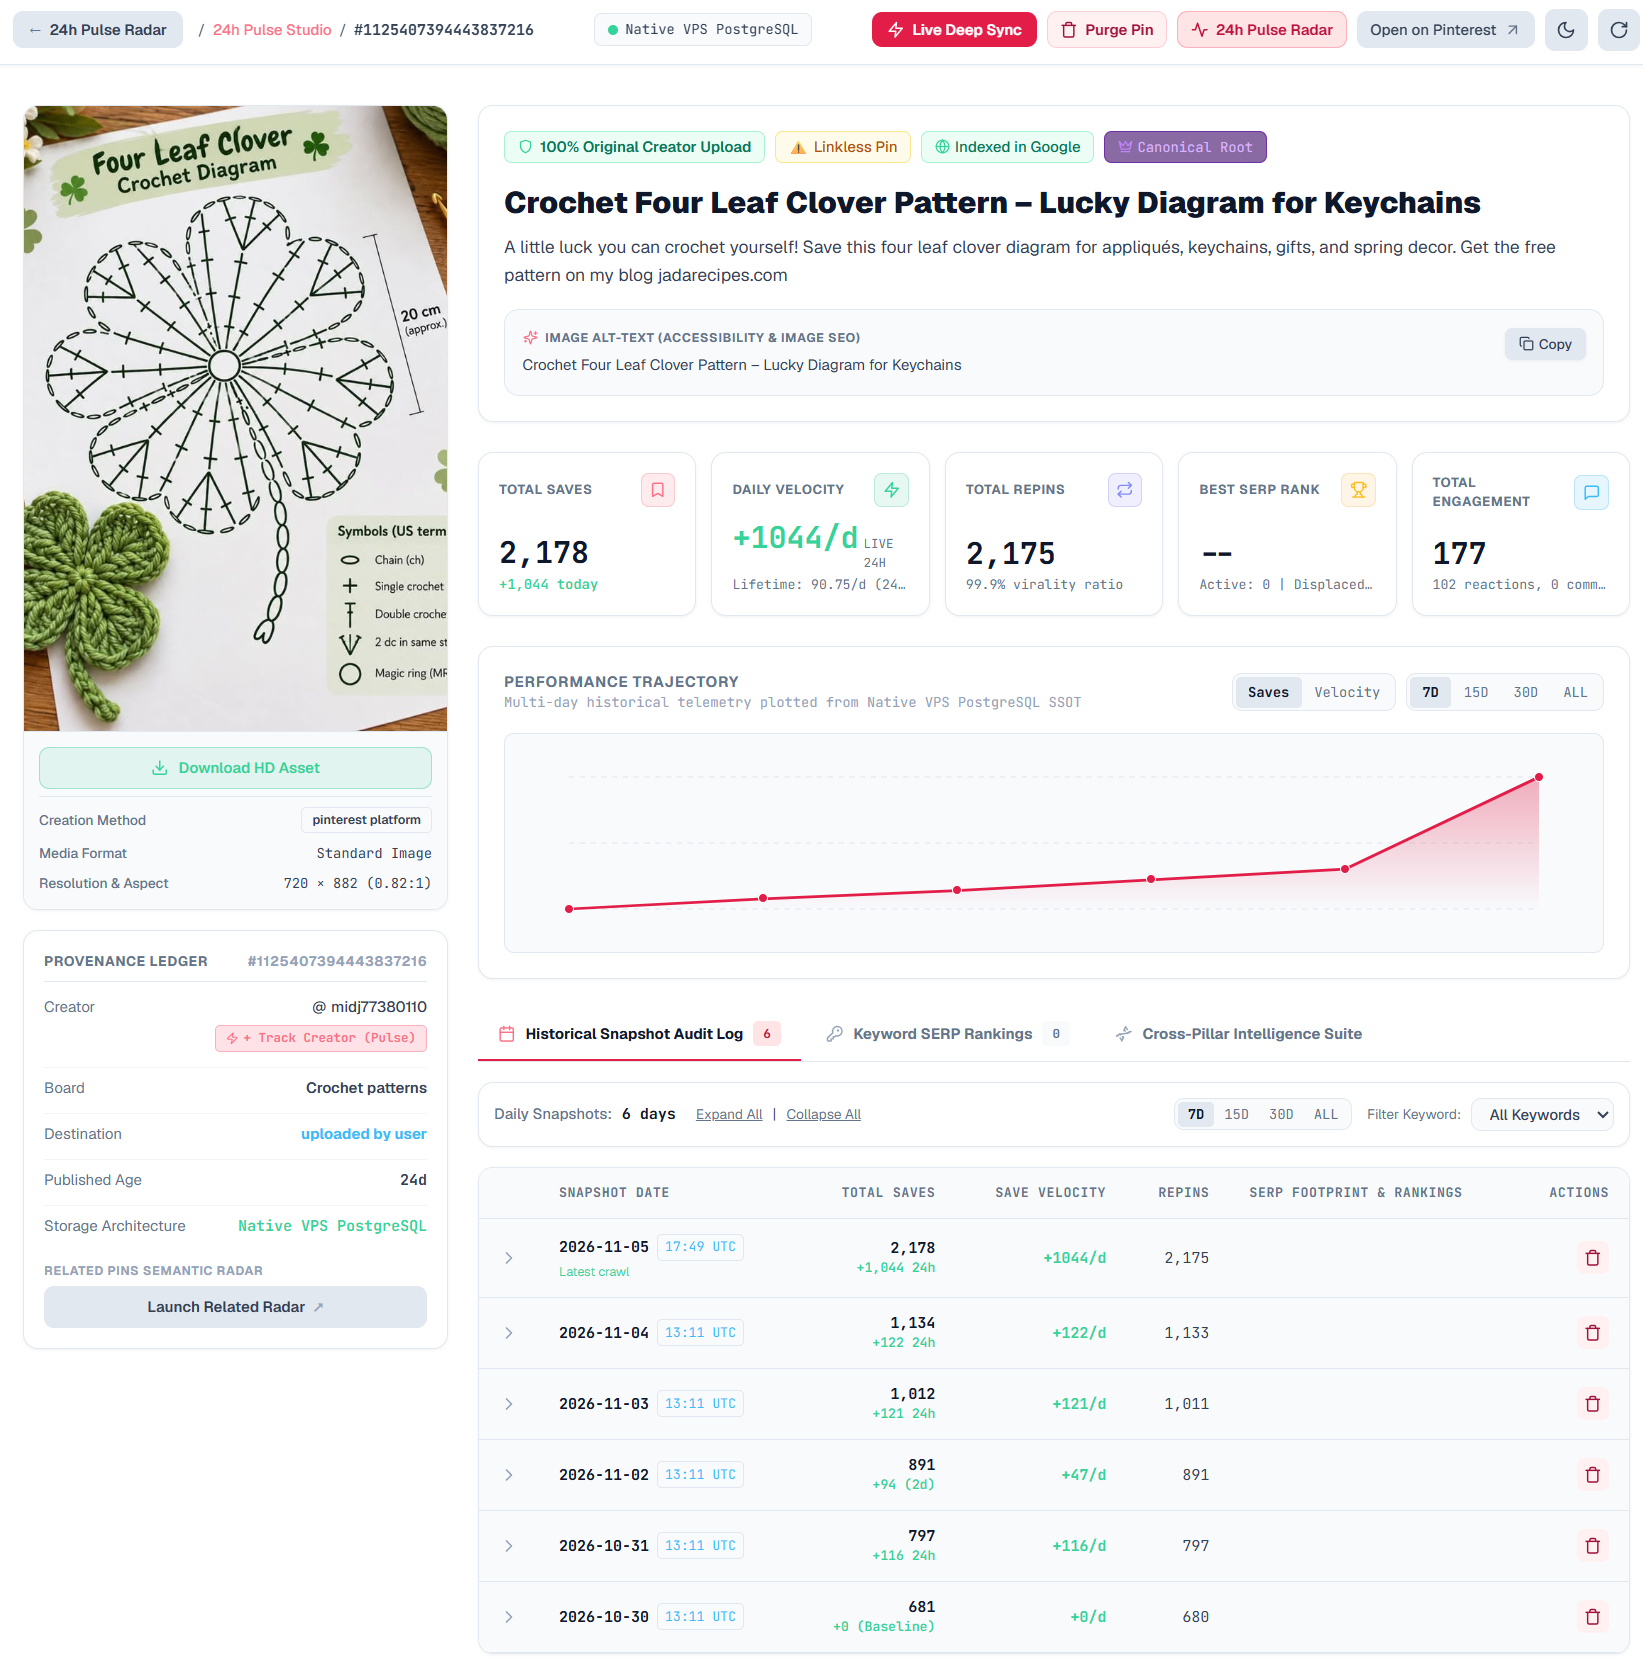 ← 24h Pulse Radar / 24h Pulse Studio / #1125407394443837216
Native VPS PostgreSQL
Live Deep Sync
Purge Pin
24h Pulse Radar
Open on Pinterest ↗
Four Leaf Clover
Crochet Diagram
20 cm
(approx.)
Symbols (US term
Chain (ch)
Single crochet
Double croche
2 dc in same st
Magic ring (MR
Download HD Asset
Creation Method pinterest platform
Media Format Standard Image
Resolution & Aspect 720 × 882 (0.82:1)
PROVENANCE LEDGER #1125407394443837216
Creator @ midj77380110
+ Track Creator (Pulse)
Board Crochet patterns
Destination uploaded by user
Published Age 24d
Storage Architecture Native VPS PostgreSQL
RELATED PINS SEMANTIC RADAR
Launch Related Radar ↗
100% Original Creator Upload
Linkless Pin
Indexed in Google
Canonical Root
Crochet Four Leaf Clover Pattern – Lucky Diagram for Keychains
A little luck you can crochet yourself! Save this four leaf clover diagram for appliqués, keychains, gifts, and spring decor. Get the free
pattern on my blog jadarecipes.com
IMAGE ALT-TEXT (ACCESSIBILITY & IMAGE SEO)
Crochet Four Leaf Clover Pattern – Lucky Diagram for Keychains
Copy
TOTAL SAVES
2,178
+1,044 today
DAILY VELOCITY
+1044/d LIVE 24H
Lifetime: 90.75/d (24…
TOTAL REPINS
2,175
99.9% virality ratio
BEST SERP RANK
--
Active: 0 | Displaced…
TOTAL ENGAGEMENT
177
102 reactions, 0 comm…
PERFORMANCE TRAJECTORY
Multi-day historical telemetry plotted from Native VPS PostgreSQL SSOT
Saves Velocity
7D 15D 30D ALL
Historical Snapshot Audit Log 6
Keyword SERP Rankings 0
Cross-Pillar Intelligence Suite
Daily Snapshots: 6 days Expand All | Collapse All
7D 15D 30D ALL
Filter Keyword: All Keywords
SNAPSHOT DATE TOTAL SAVES SAVE VELOCITY REPINS SERP FOOTPRINT & RANKINGS ACTIONS
2026-11-05 17:49 UTC 2,178 +1044/d 2,175
Latest crawl +1,044 24h
2026-11-04 13:11 UTC 1,134 +122/d 1,133
+122 24h
2026-11-03 13:11 UTC 1,012 +121/d 1,011
+121 24h
2026-11-02 13:11 UTC 891 +47/d 891
+94 (2d)
2026-10-31 13:11 UTC 797 +116/d 797
+116 24h
2026-10-30 13:11 UTC 681 +0/d 680
+0 (Baseline)